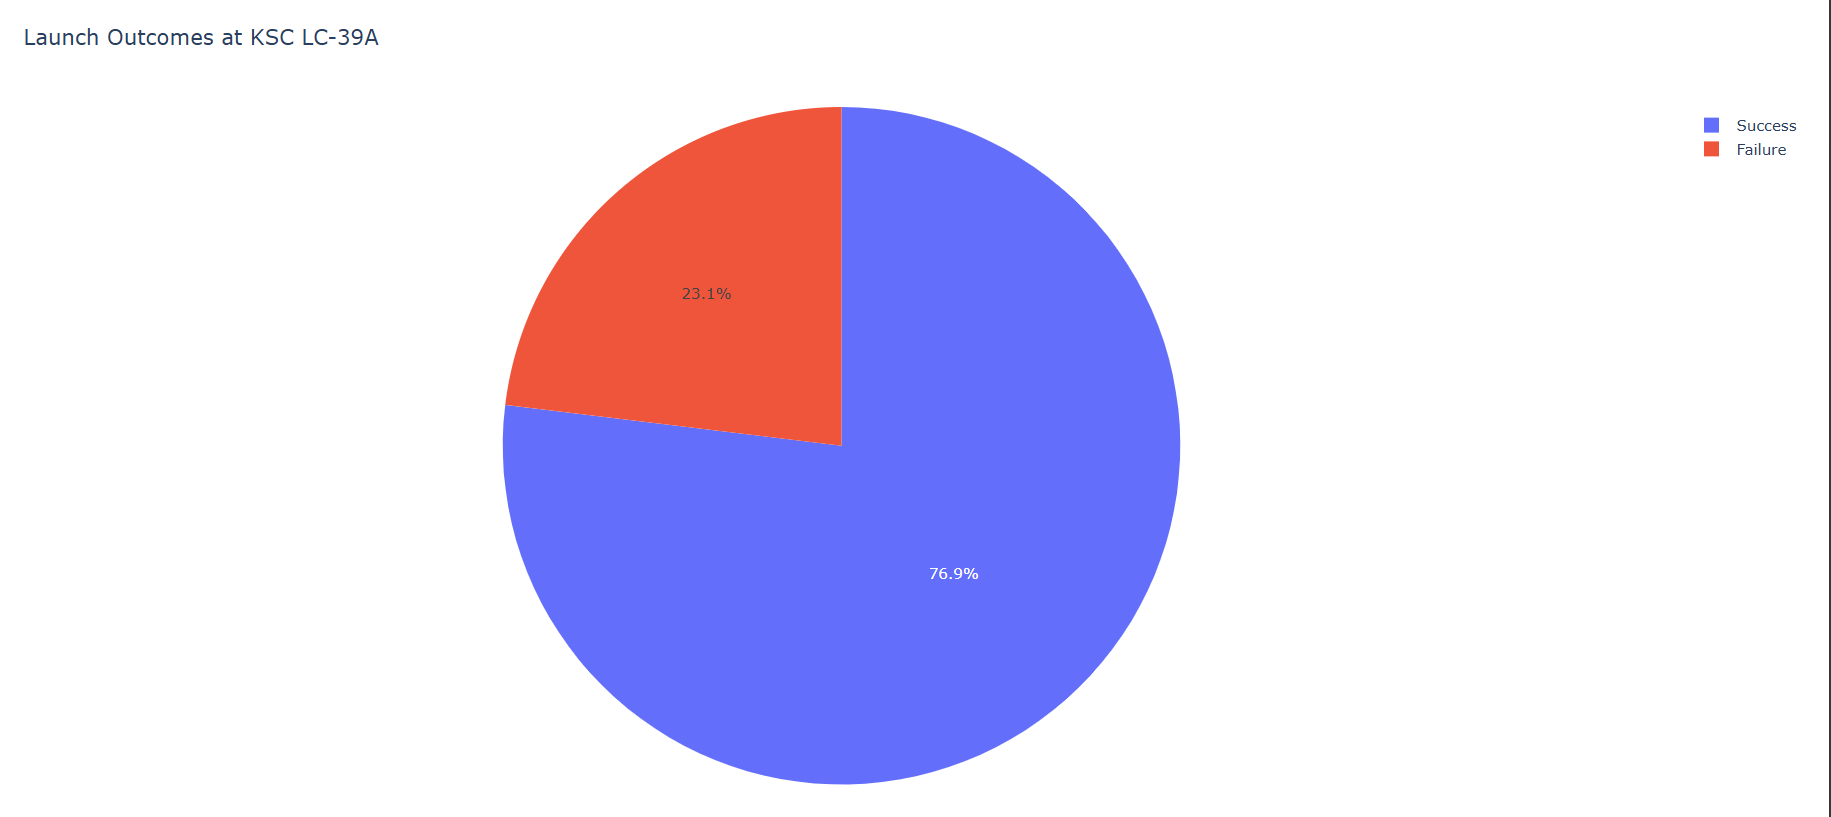 Launch Outcomes at KSC LC-39A
Success
Failure
23.1%
76.9%